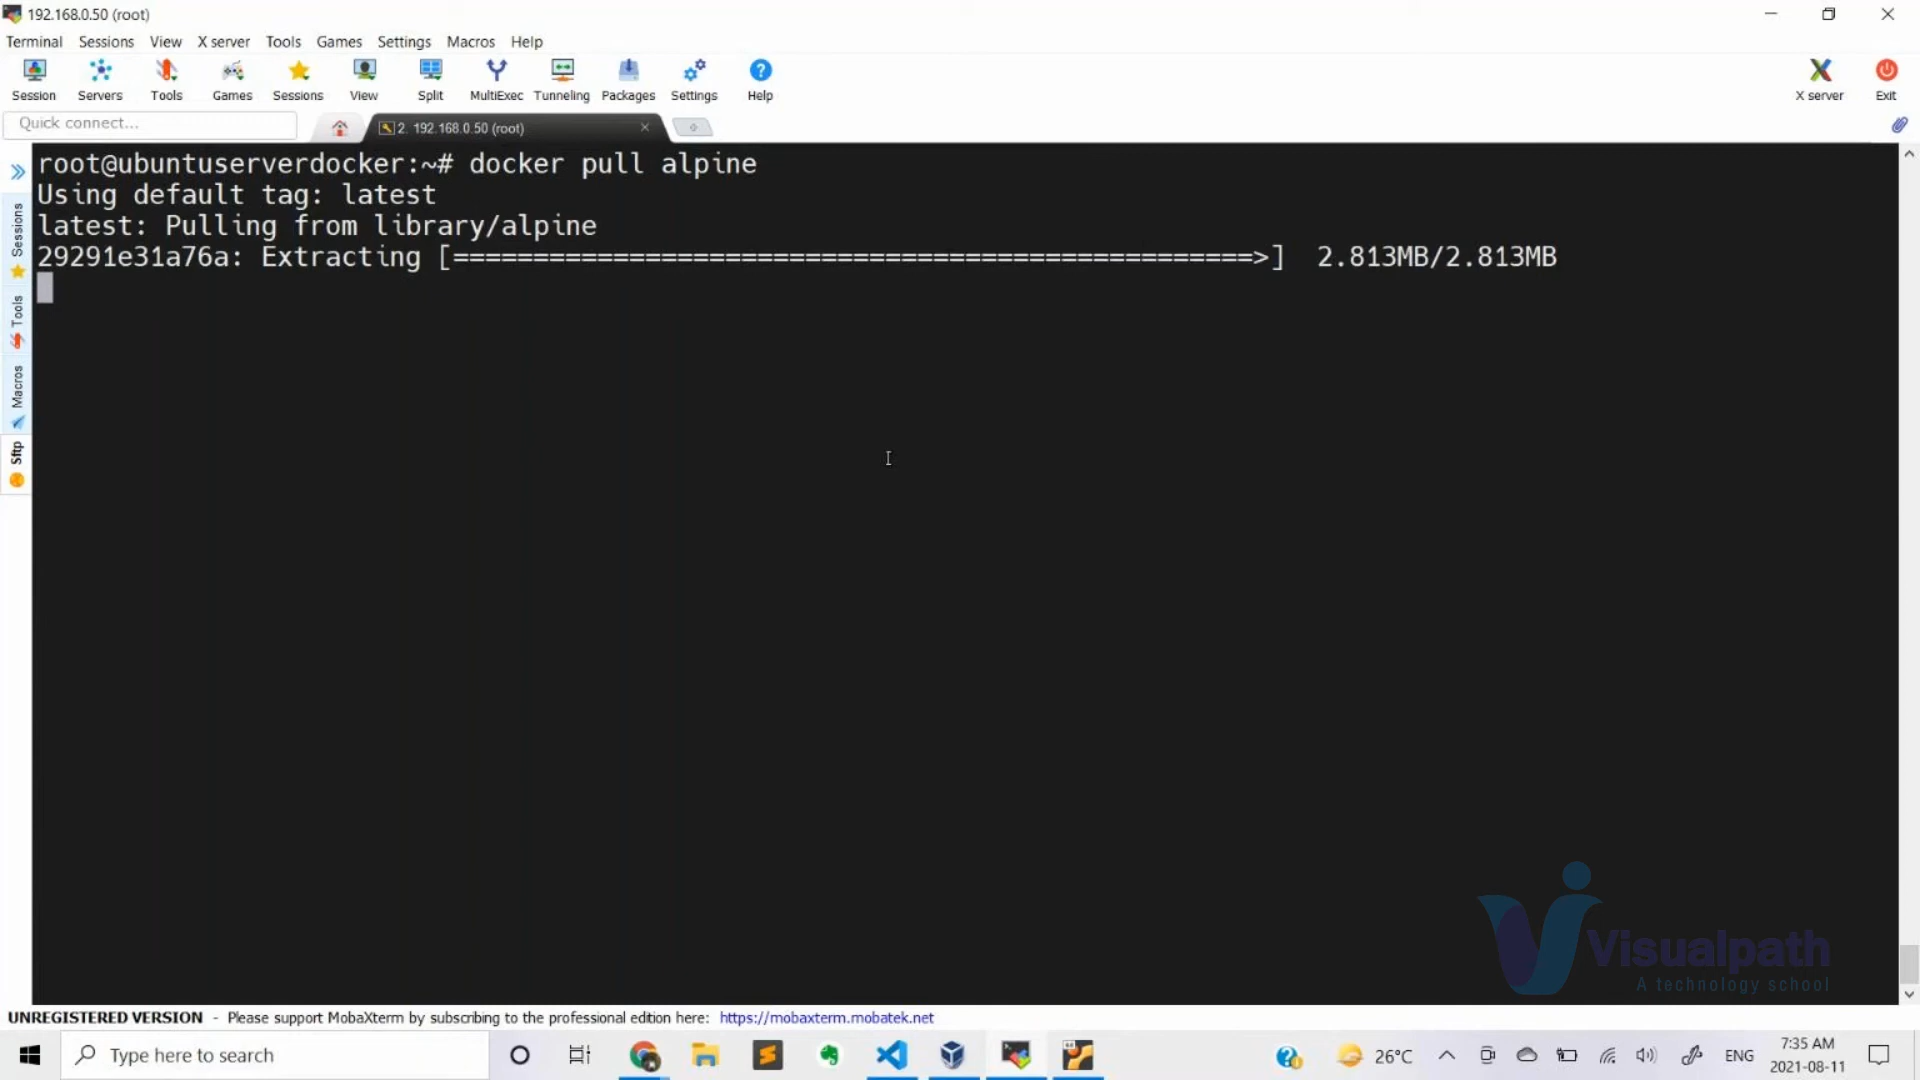 192.168.0.50 (root)
Terminal Sessions View X server Tools Games Settings Macros Help
Session Servers Tools Games Sessions View Split MultiExec Tunneling Packages Settings Help X server Exit
Quick connect...
2. 192.168.0.50 (root)
root@ubuntuserverdocker:~# docker pull alpine
Using default tag: latest
latest: Pulling from library/alpine
29291e31a76a: Extracting [==================================================>] 2.813MB/2.813MB
Sessions
Tools
Macros
Sftp
Visualpath
A technology school
UNREGISTERED VERSION - Please support MobaXterm by subscribing to the professional edition here: https://mobaxterm.mobatek.net
Type here to search
26°C
ENG
7:35 AM
2021-08-11